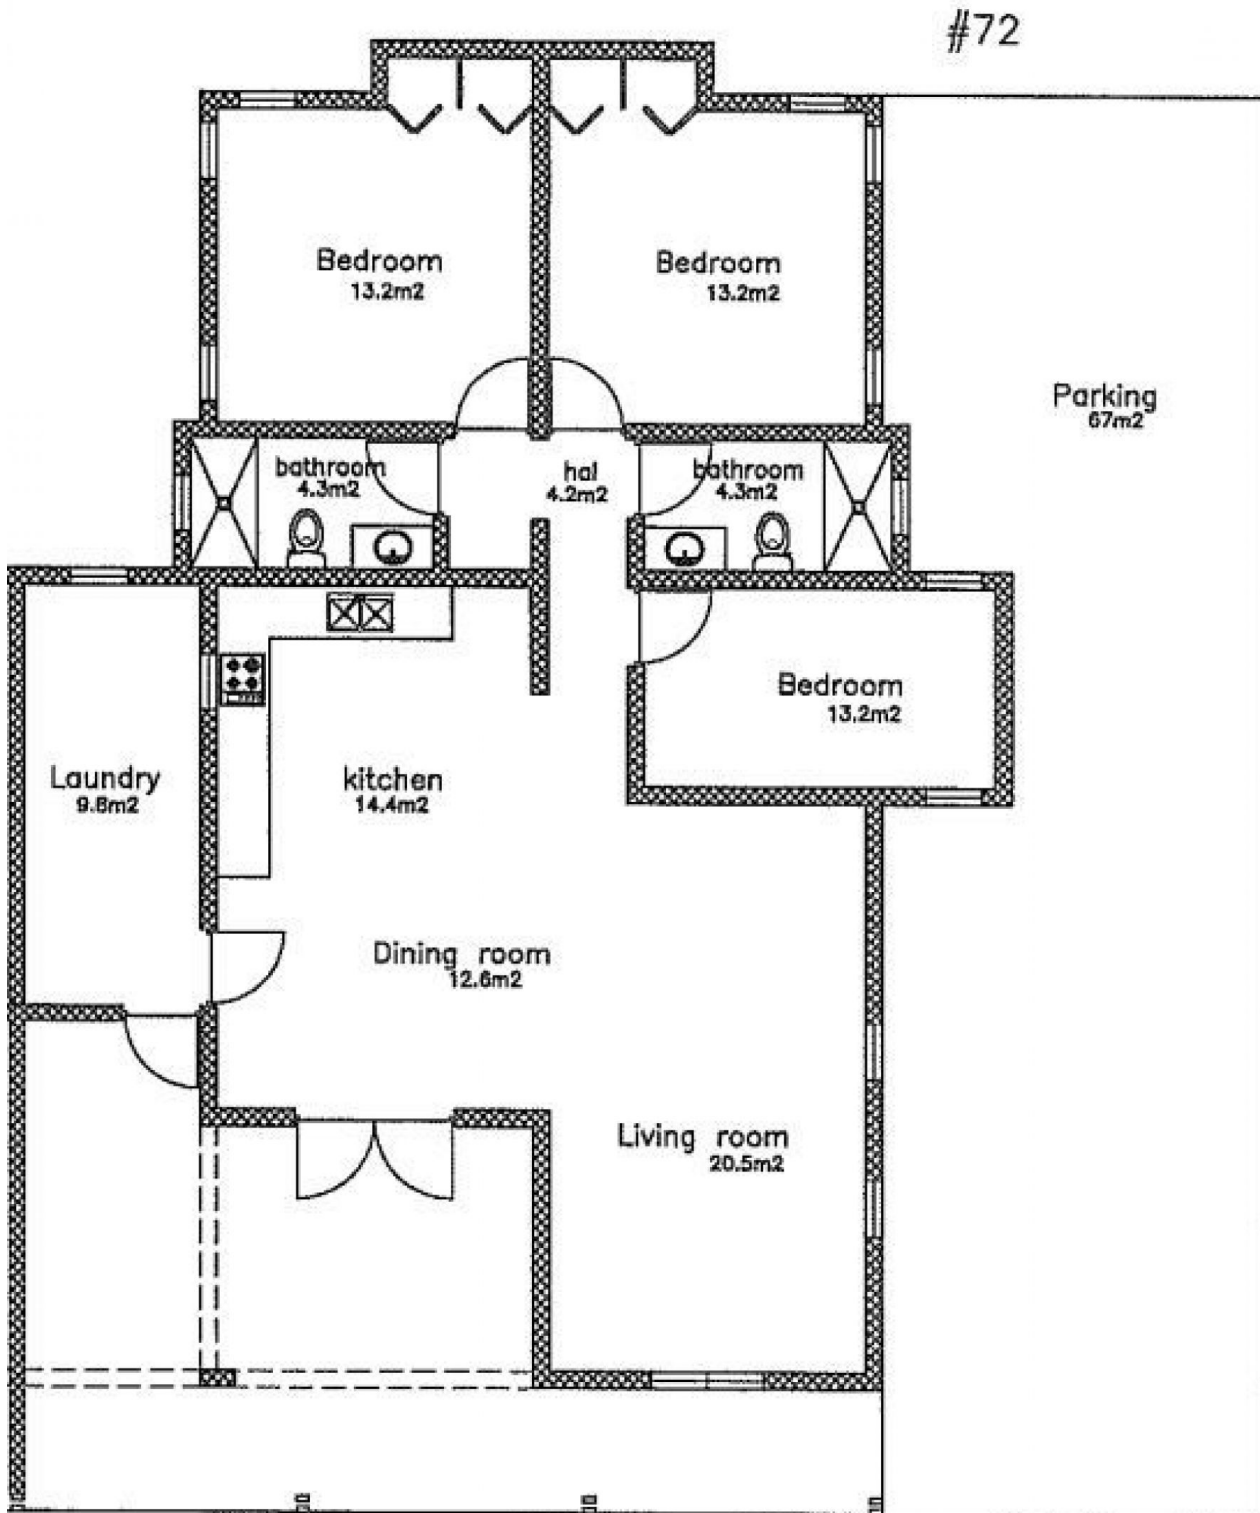 #72
Bedroom
13.2m2
Bedroom
13.2m2
Parking
67m2
bathroom
4.3m2
hal
4.2m2
bathroom
4.3m2
Bedroom
13.2m2
Laundry
9.8m2
kitchen
14.4m2
Dining room
12.6m2
Living room
20.5m2